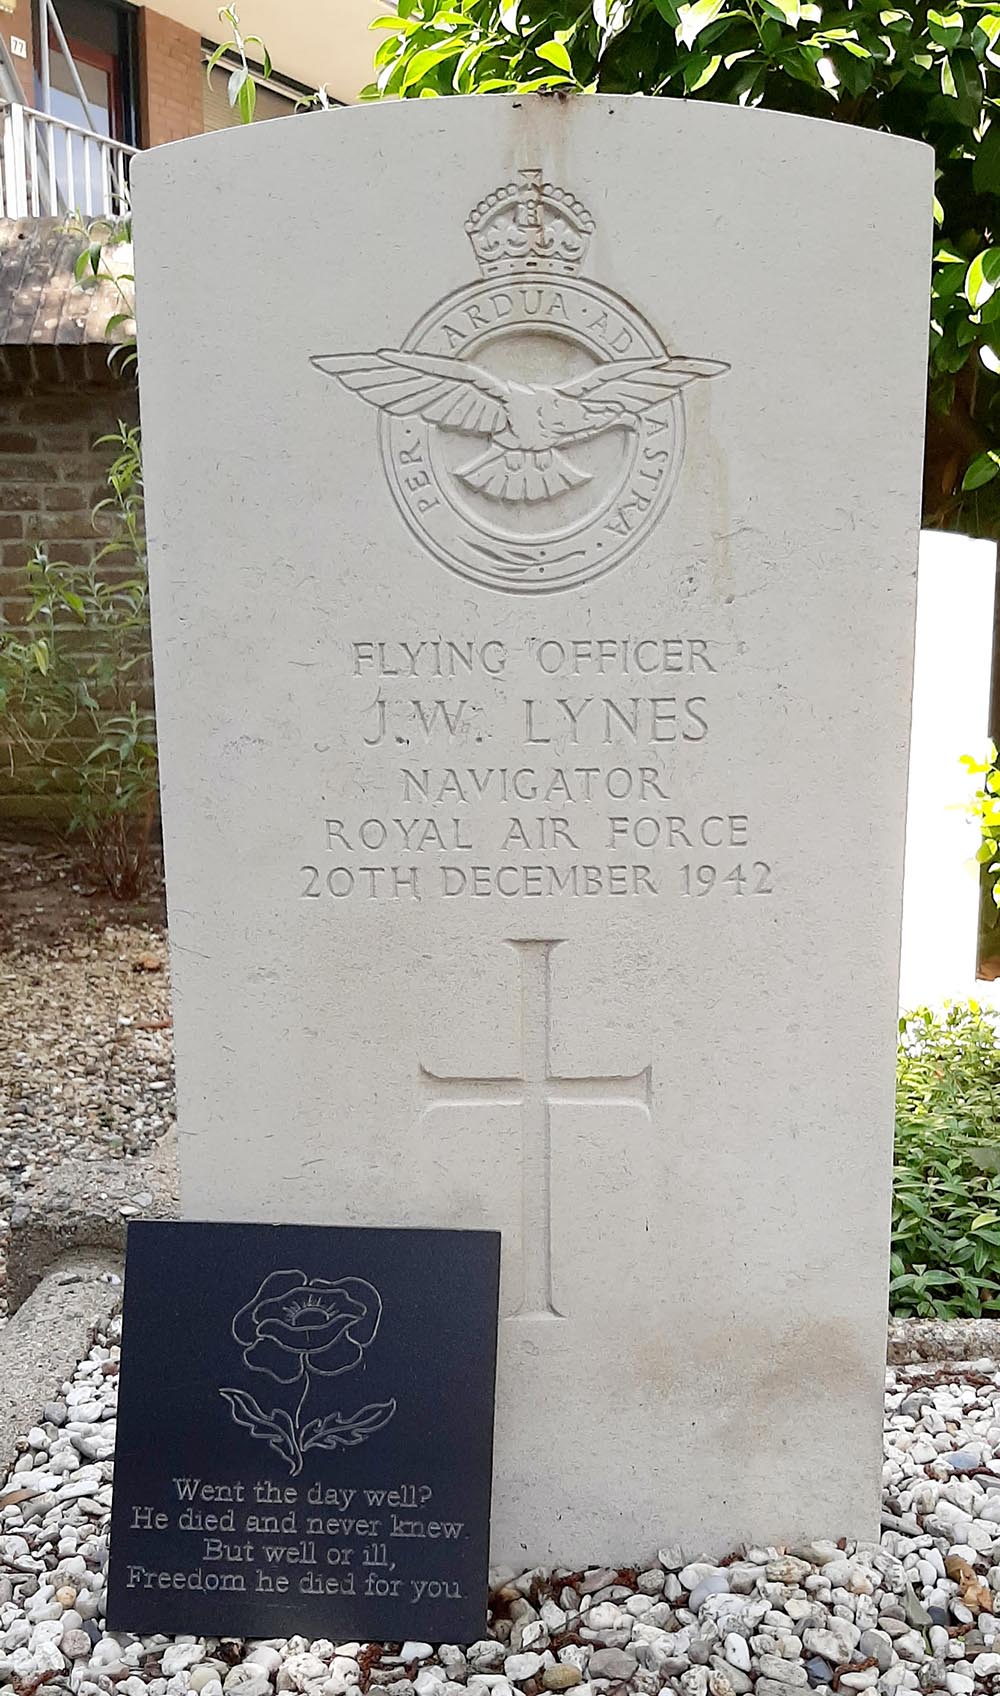 77
PER · ARDUA · AD ASTRA ·
FLYING OFFICER
J.W. LYNES
NAVIGATOR
ROYAL AIR FORCE
20TH DECEMBER 1942
Went the day well?
He died and never knew.
But well or ill,
Freedom he died for you.